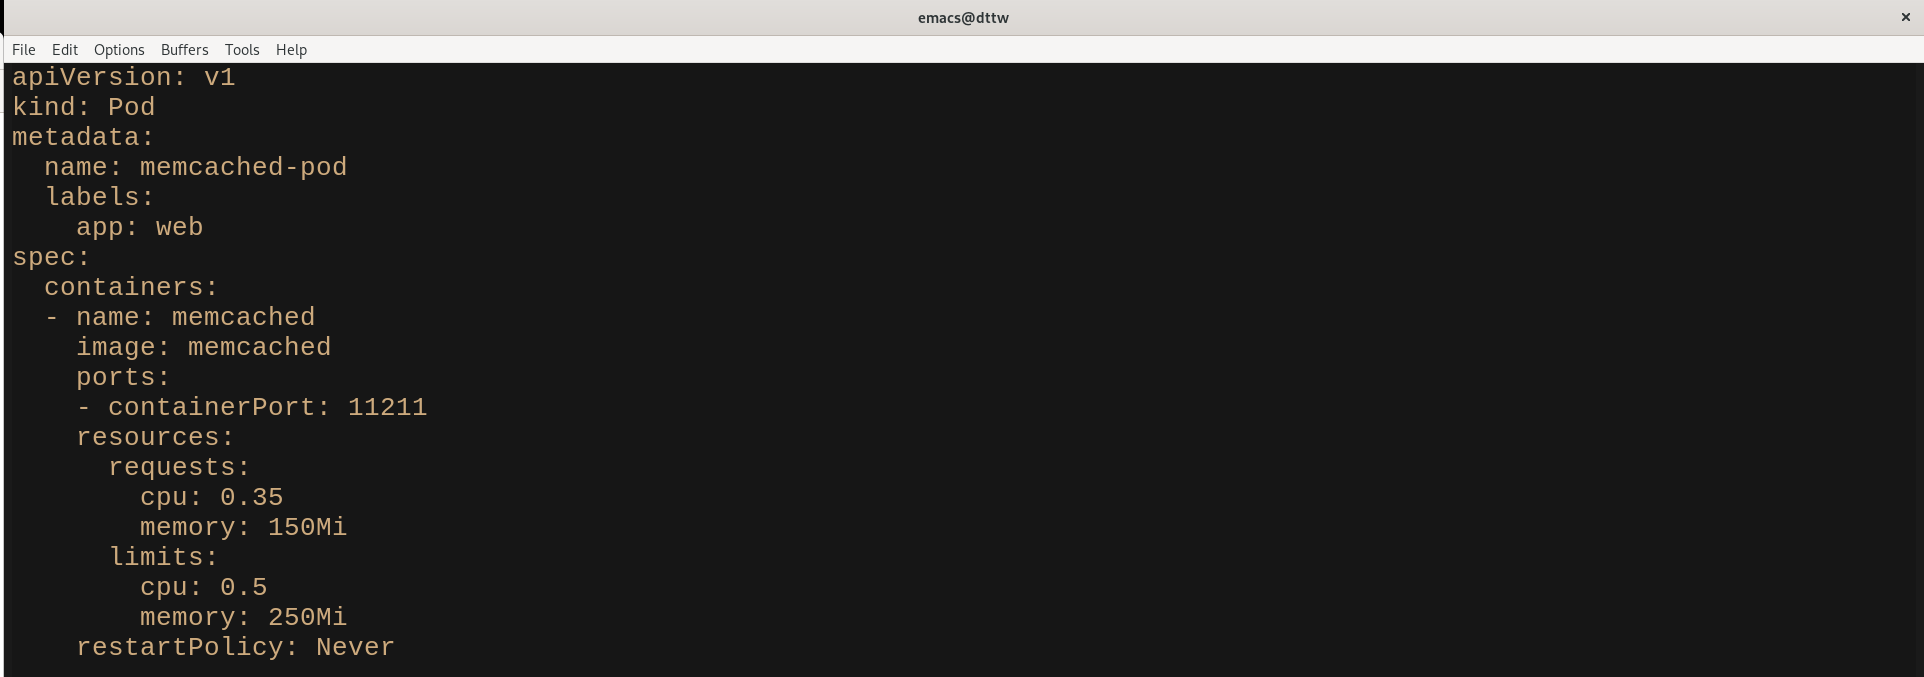 emacs@dttw ×
File Edit Options Buffers Tools Help
apiVersion: v1
kind: Pod
metadata:
  name: memcached-pod
  labels:
    app: web
spec:
  containers:
  - name: memcached
    image: memcached
    ports:
    - containerPort: 11211
    resources:
      requests:
        cpu: 0.35
        memory: 150Mi
      limits:
        cpu: 0.5
        memory: 250Mi
    restartPolicy: Never